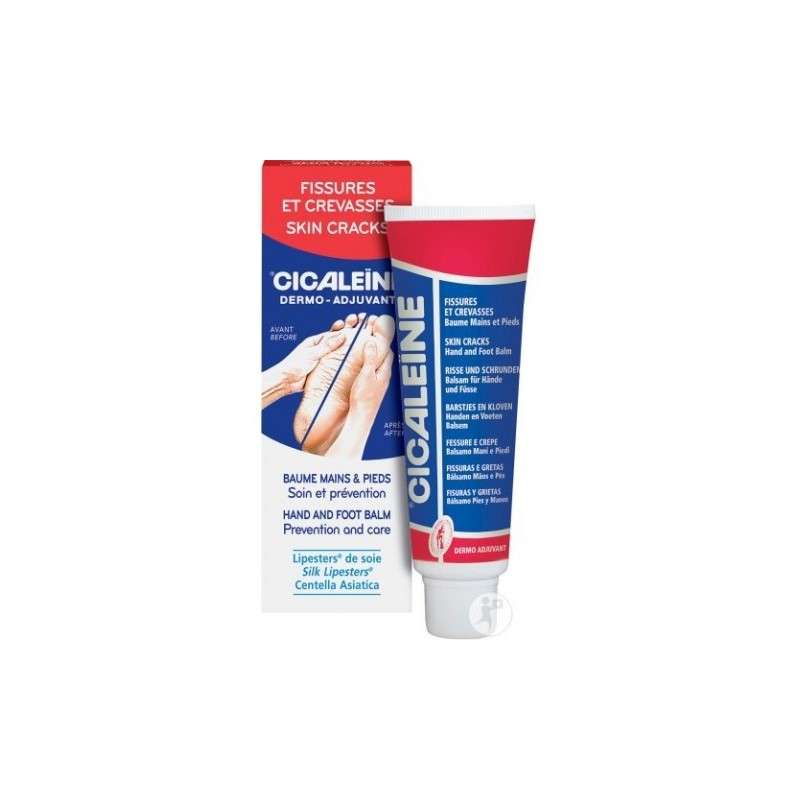 FISSURES
ET CREVASSES
SKIN CRACKS
®CICALEÏNE
DERMO-ADJUVANT
AVANT
BEFORE
APRÈS
AFTER
BAUME MAINS & PIEDS
Soin et prévention
HAND AND FOOT BALM
Prevention and care
Lipesters® de soie
Silk Lipesters®
Centella Asiatica
®CICALEÏNE
FISSURES
ET CREVASSES
Baume Mains et Pieds
SKIN CRACKS
Hand and Foot Balm
RISSE UND SCHRUNDEN
Balsam für Hände
und Füsse
BARSTJES EN KLOVEN
Handen en Voeten
Balsem
FESSURE E CREPE
Balsamo Mani e Piedi
FISSURAS E GRETAS
Bálsamo Mãos e Pés
FISURAS Y GRIETAS
Bálsamo Pies y Manos
DERMO ADJUVANT